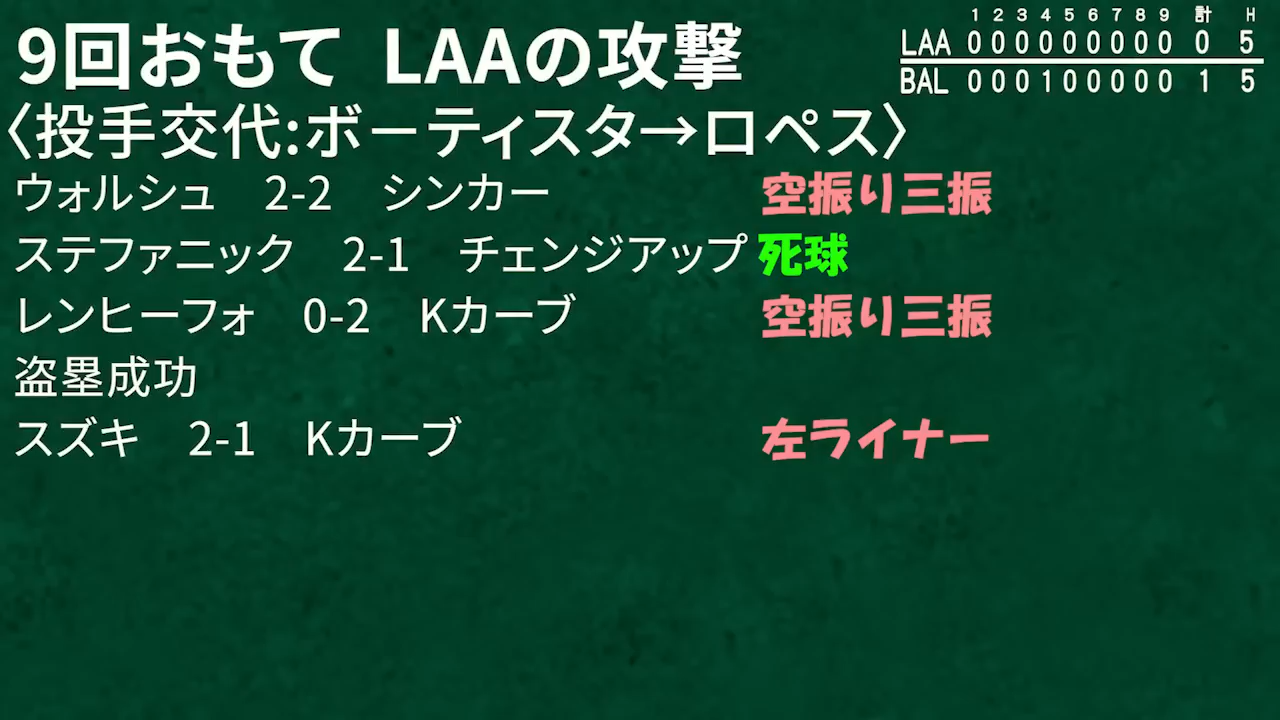 9回おもて LAAの攻撃
1 2 3 4 5 6 7 8 9 計 H
LAA 0 0 0 0 0 0 0 0 0 0 5
BAL 0 0 0 1 0 0 0 0 0 1 5
〈投手交代:ボーティスタ→ロペス〉
ウォルシュ 2-2 シンカー 空振り三振
ステファニック 2-1 チェンジアップ 死球
レンヒーフォ 0-2 Kカーブ 空振り三振
盗塁成功
スズキ 2-1 Kカーブ 左ライナー